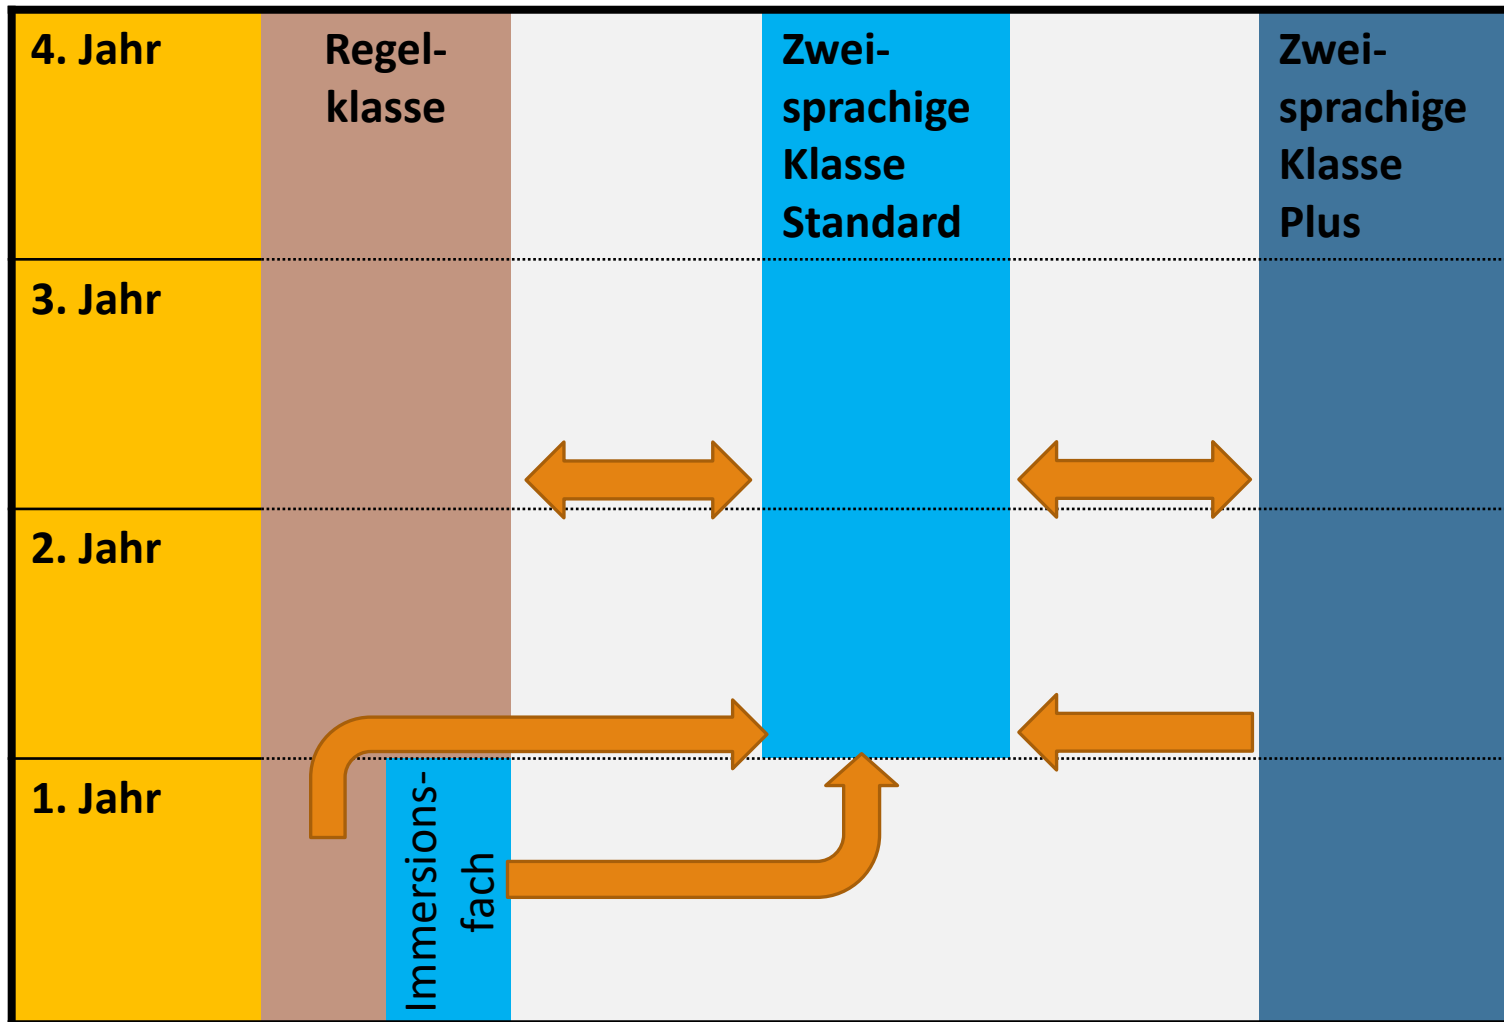 4. Jahr
Regel-
klasse
Zwei-
sprachige
Klasse
Standard
Zwei-
sprachige
Klasse
Plus
3. Jahr
2. Jahr
1. Jahr
Immersions-
fach